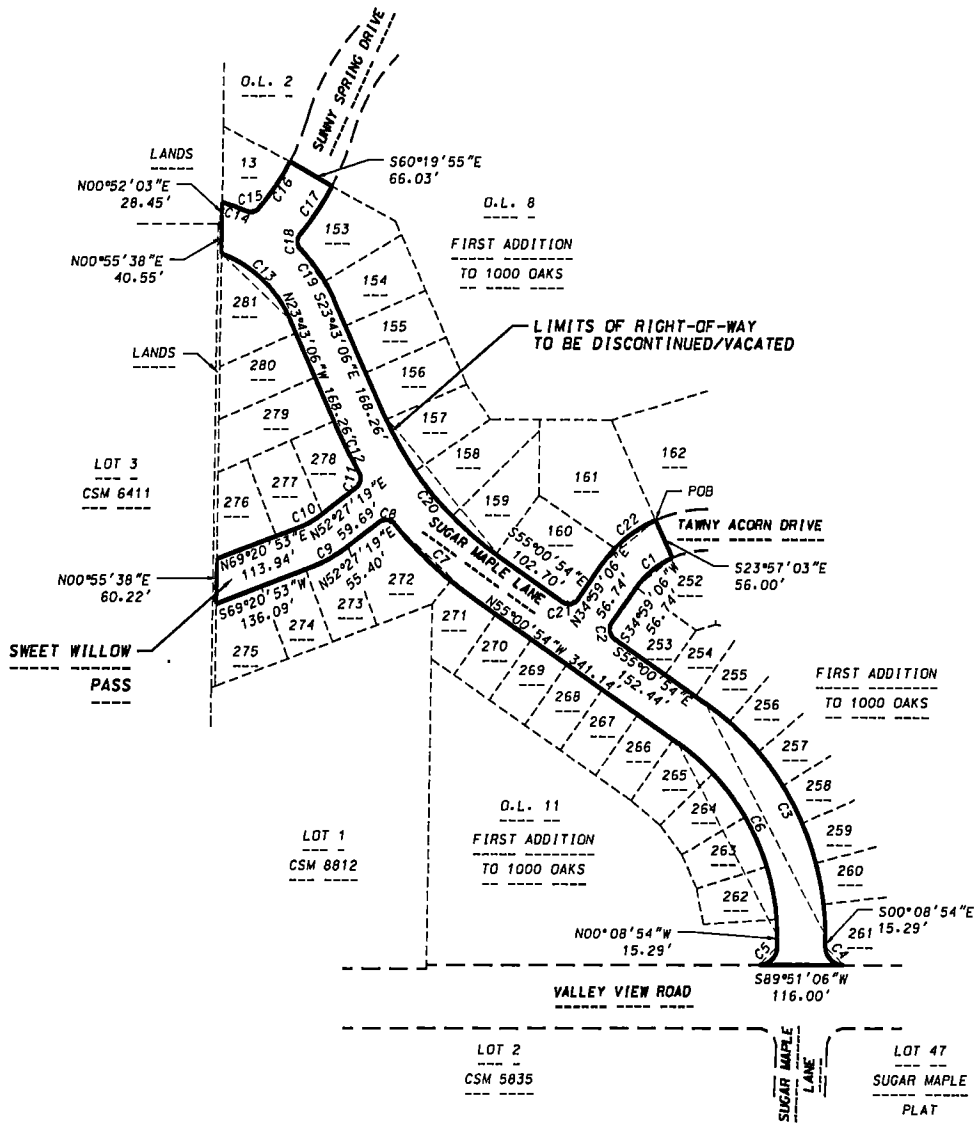 SUNNY SPRING DRIVE
O.L. 2
LANDS
13
S60°19'55"E
66.03'
N00°52'03"E
28.45'
C15
C16
C14
C17
O.L. 8
153
FIRST ADDITION
TO 1000 OAKS
C18
N00°55'38"E
40.55'
C13
C19
154
281
S23°43'06"E 168.26'
N23°43'06"W 168.26'
155
LIMITS OF RIGHT-OF-WAY
TO BE DISCONTINUED/VACATED
LANDS
280
156
279
157
C12
278
158
162
LOT 3
CSM 6411
277
C11
161
276
159
POB
C10
N52°27'19"E
59.69'
C20
160
C22
TAWNY ACORN DRIVE
N69°20'53"E
113.94'
C9
C8
SUGAR MAPLE LANE
S55°00'54"E
102.70'
C1
S23°57'03"E
56.00'
N00°55'38"E
60.22'
S69°20'53"W
136.09'
N52°27'19"E
55.40'
C7
272
N34°59'06"E
56.74'
S34°59'06"W
56.74'
252
273
271
C21
C2
274
275
N55°00'54"W 341.14'
S55°00'54"E
152.44'
253
254
SWEET WILLOW
PASS
270
269
255
FIRST ADDITION
TO 1000 OAKS
268
256
267
266
257
265
258
264
C3
O.L. 11
FIRST ADDITION
TO 1000 OAKS
C6
259
LOT 1
CSM 8812
263
260
262
S00°08'54"E
15.29'
N00°08'54"W
15.29'
261
C5
C4
S89°51'06"W
116.00'
VALLEY VIEW ROAD
SUGAR MAPLE
LANE
LOT 2
CSM 5835
LOT 47
SUGAR MAPLE
PLAT